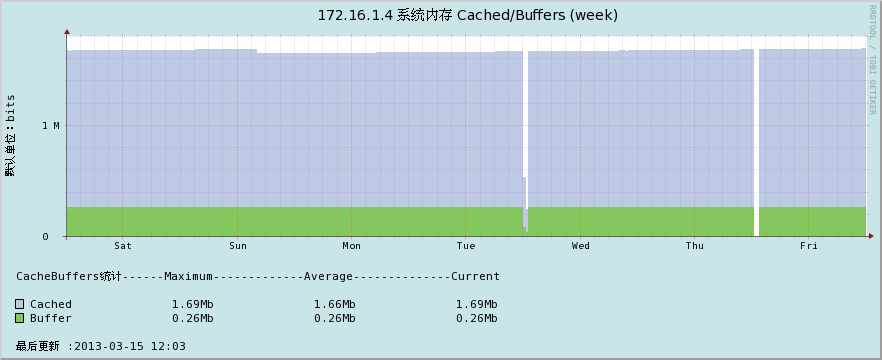 172.16.1.4 系统内存 Cached/Buffers (week)
RRDTOOL / TOBI OETIKER
默认单位：bits
1 M
0
Sat Sun Mon Tue Wed Thu Fri
CacheBuffers统计------Maximum-------------Average--------------Current
Cached 1.69Mb 1.66Mb 1.69Mb
Buffer 0.26Mb 0.26Mb 0.26Mb
最后更新 :2013-03-15 12:03